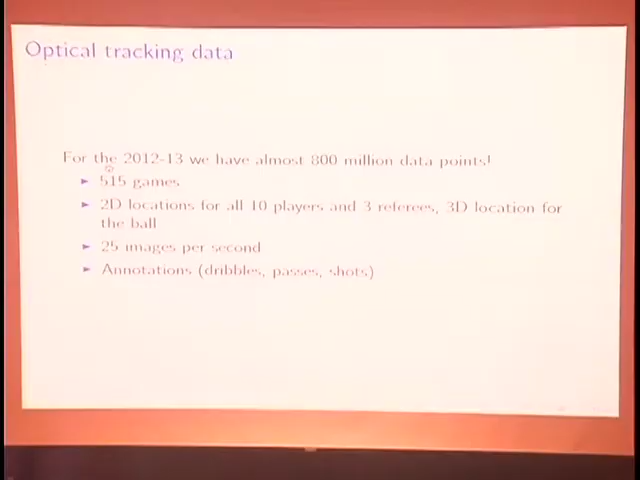 Optical tracking data
For the 2012-13 we have almost 800 million data points!
► 515 games
► 2D locations for all 10 players and 3 referees, 3D location for
the ball
► 25 images per second
► Annotations (dribbles, passes, shots)